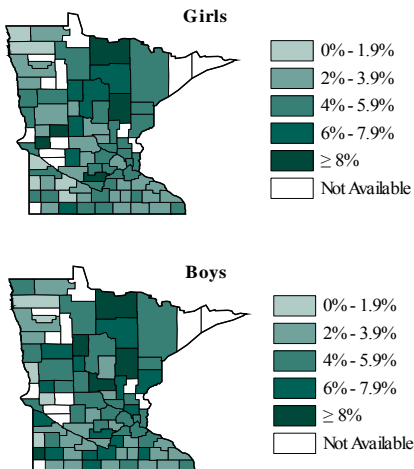 Girls
0% - 1.9%
2% - 3.9%
4% - 5.9%
6% - 7.9%
≥ 8%
Not Available
Boys
0% - 1.9%
2% - 3.9%
4% - 5.9%
6% - 7.9%
≥ 8%
Not Available